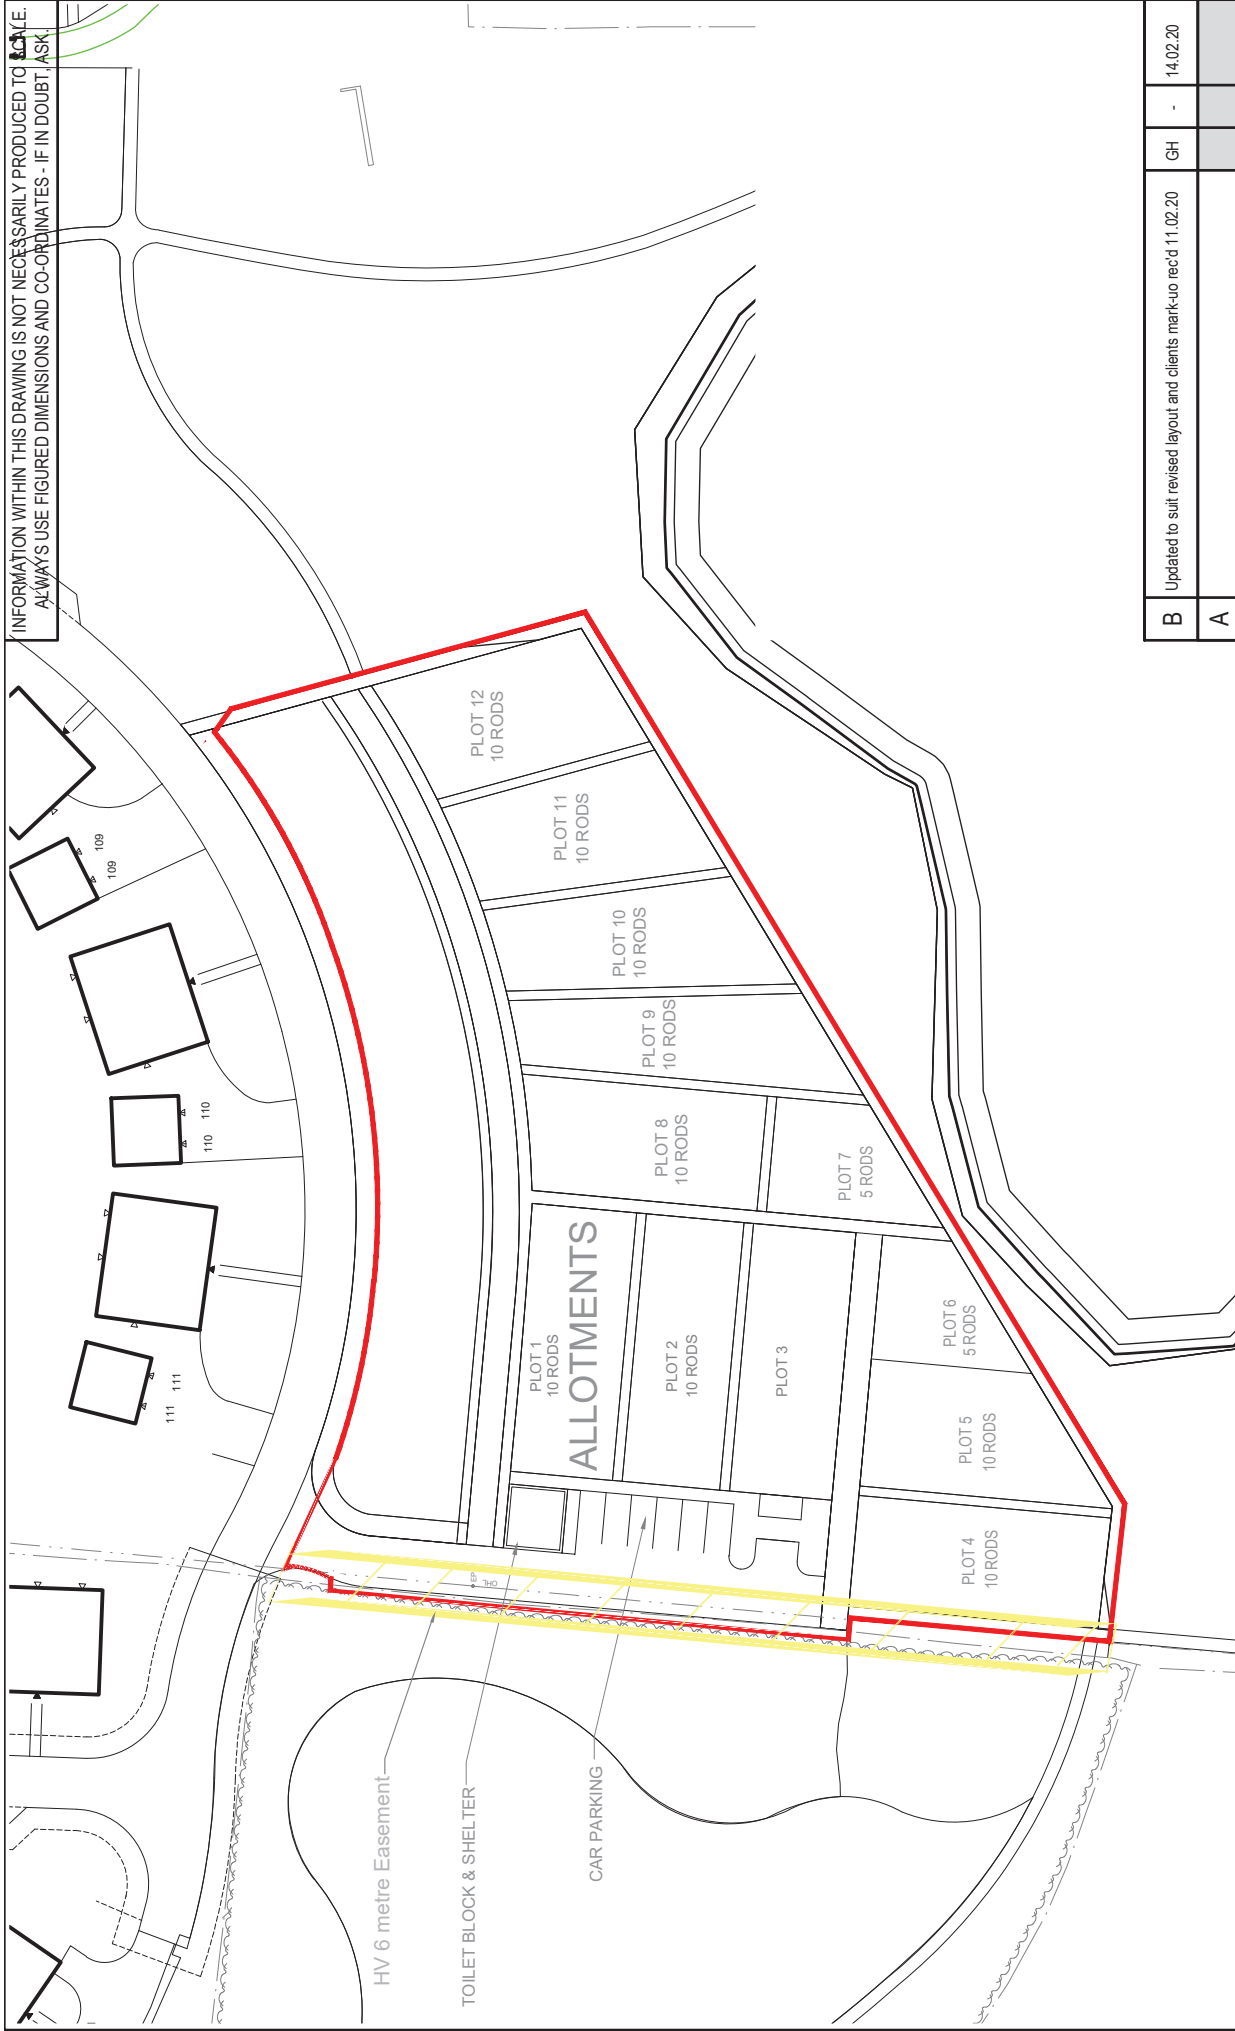 INFORMATION WITHIN THIS DRAWING IS NOT NECESSARILY PRODUCED TO SCALE.
ALWAYS USE FIGURED DIMENSIONS AND CO-ORDINATES - IF IN DOUBT, ASK.
109
109
110
110
111
111
HV 6 metre Easement
TOILET BLOCK & SHELTER
CAR PARKING
EP
OHL
ALLOTMENTS
PLOT 1
10 RODS
PLOT 2
10 RODS
PLOT 3
PLOT 4
10 RODS
PLOT 5
10 RODS
PLOT 6
5 RODS
PLOT 7
5 RODS
PLOT 8
10 RODS
PLOT 9
10 RODS
PLOT 10
10 RODS
PLOT 11
10 RODS
PLOT 12
10 RODS
B Updated to suit revised layout and clients mark-uo rec'd 11.02.20 GH - 14.02.20
A